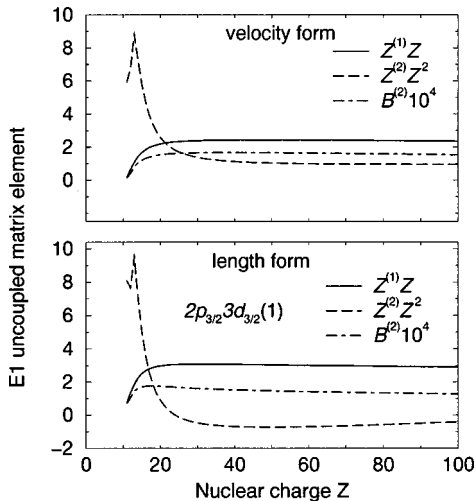 E1 uncoupled matrix element
10
8
6
4
2
0
velocity form
Z(1)Z
Z(2)Z2
B(2)104
10
8
6
4
2
0
−2
length form
2p3/23d3/2(1)
Z(1)Z
Z(2)Z2
B(2)104
0 20 40 60 80 100
Nuclear charge Z